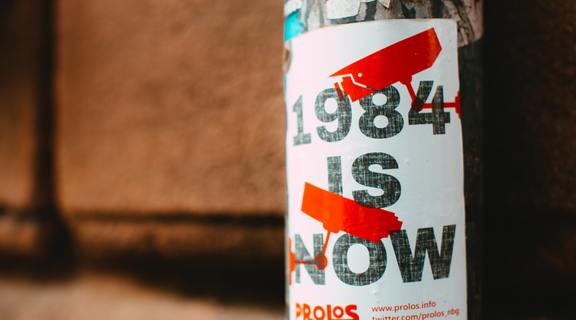 1984
IS
NOW
PROLOS
www.prolos.info
twitter.com/prolos_nbg